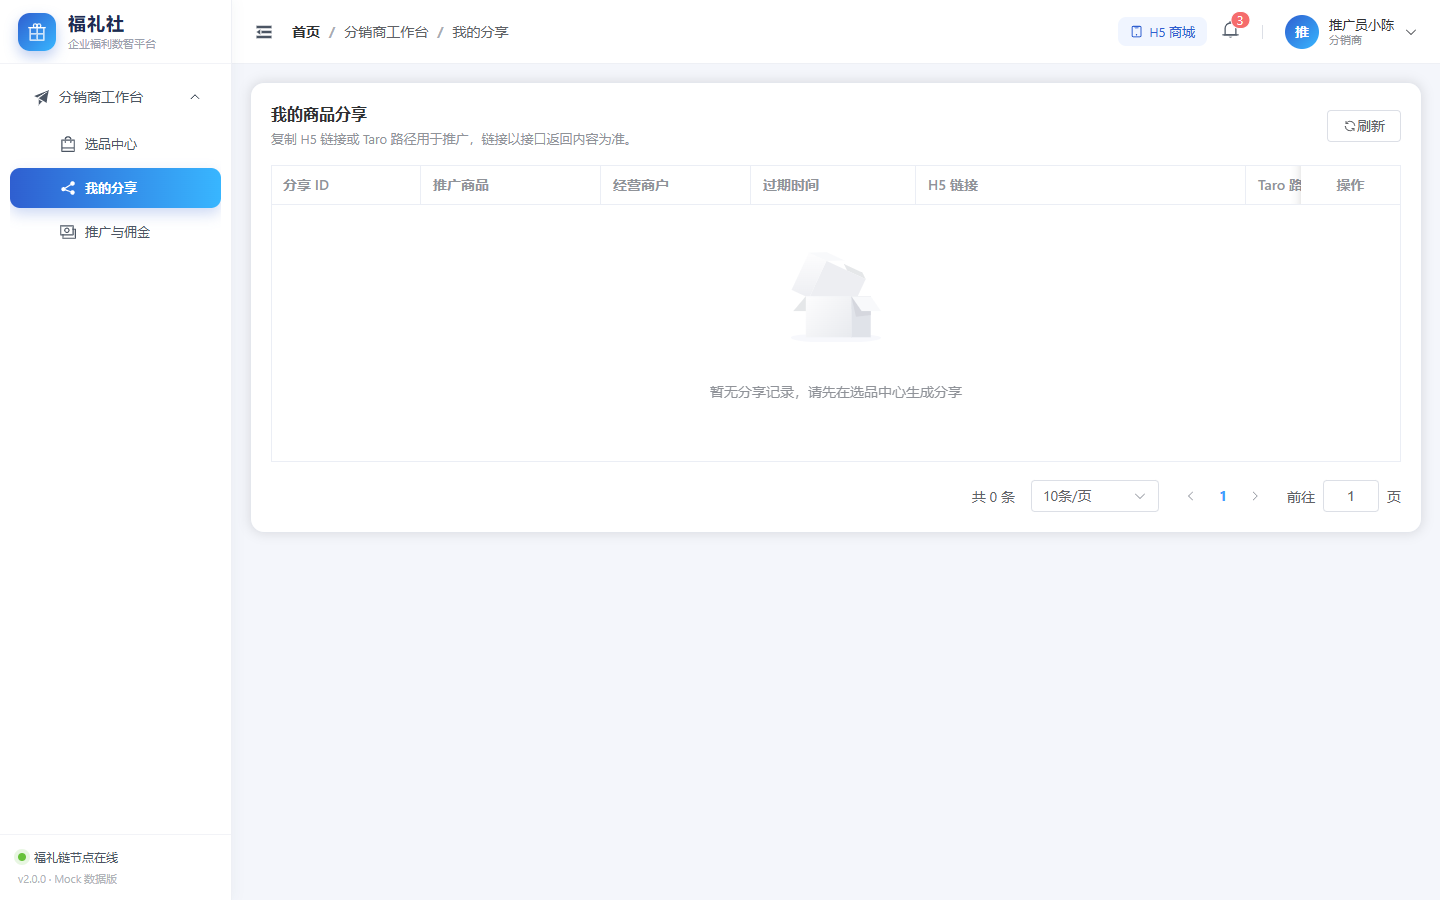 福礼社
企业福利数智平台
首页 / 分销商工作台 / 我的分享
H5 商城
3
推
推广员小陈
分销商
分销商工作台
选品中心
我的分享
推广与佣金
我的商品分享
复制 H5 链接或 Taro 路径用于推广，链接以接口返回内容为准。
刷新
分享 ID 推广商品 经营商户 过期时间 H5 链接 Taro 路 操作
暂无分享记录，请先在选品中心生成分享
共 0 条 10条/页 1 前往 1 页
福礼链节点在线
v2.0.0 · Mock 数据版